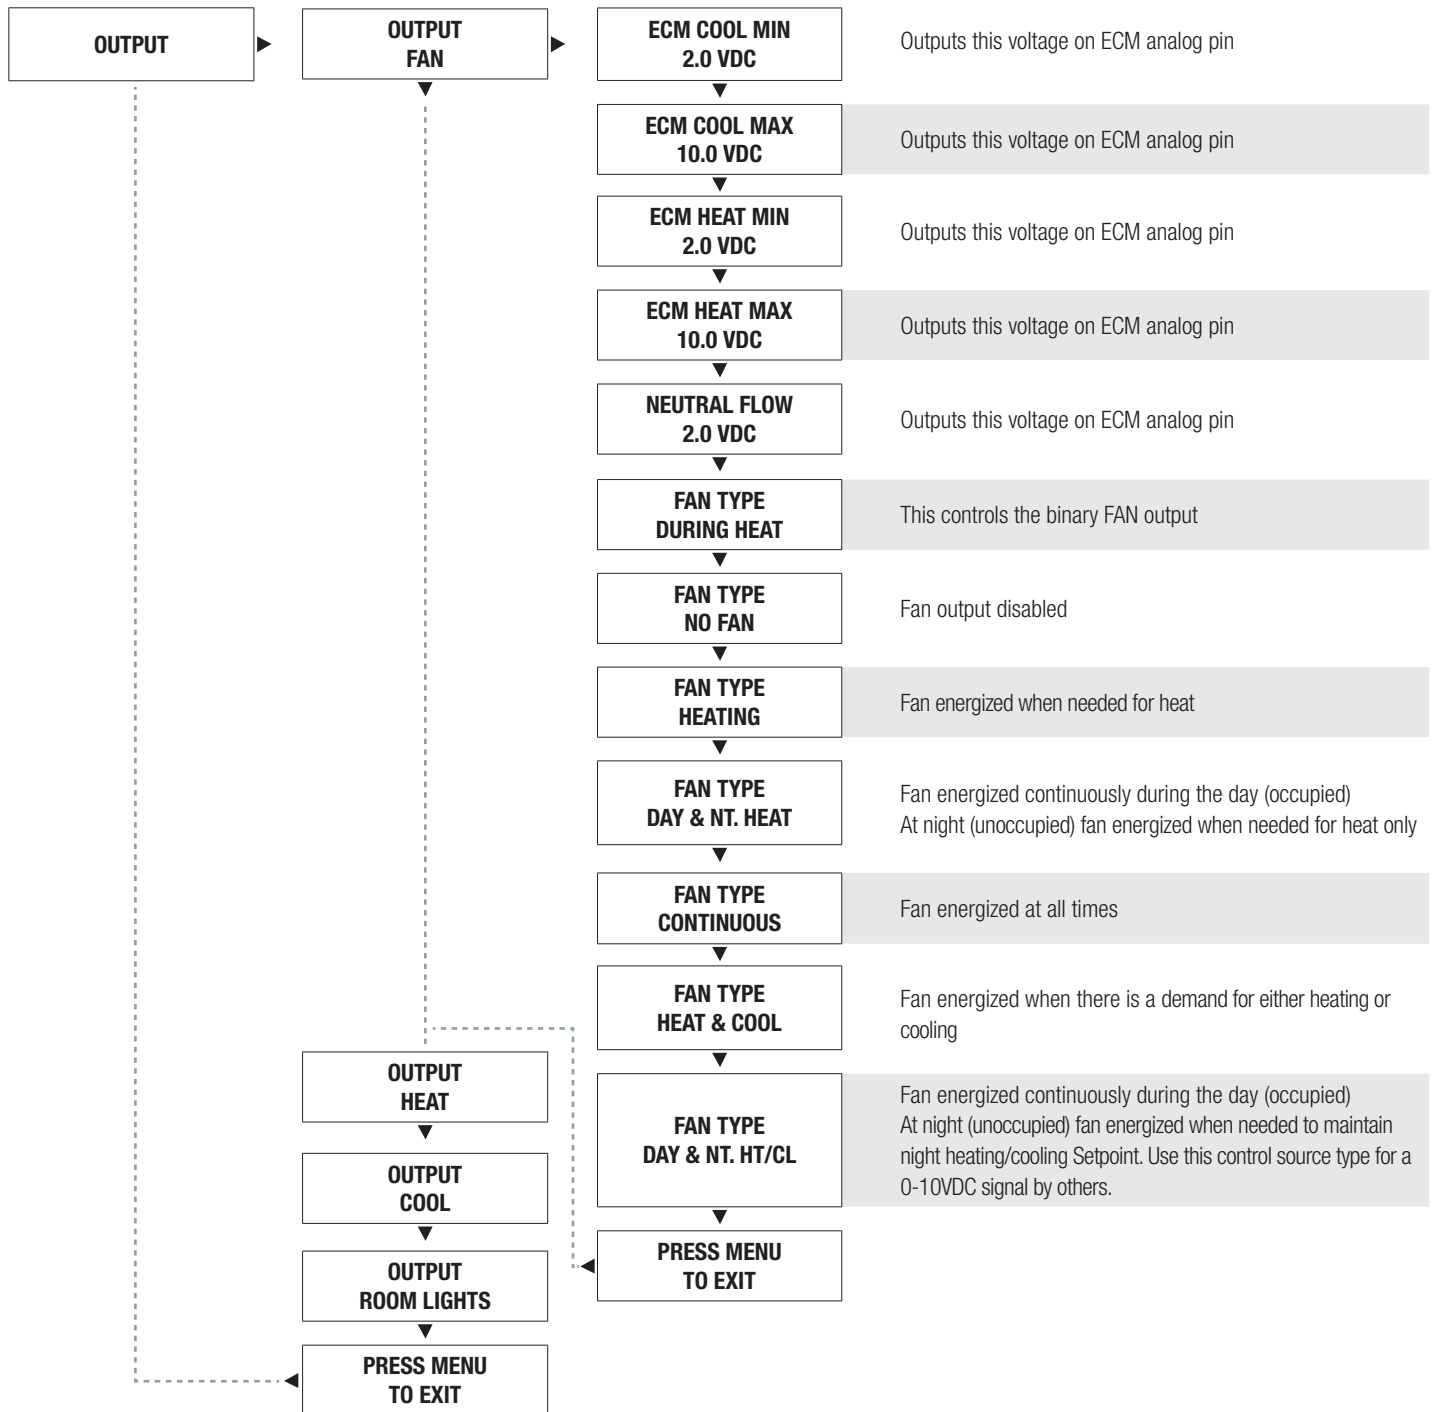 OUTPUT
OUTPUT
FAN
ECM COOL MIN
2.0 VDC
Outputs this voltage on ECM analog pin
ECM COOL MAX
10.0 VDC
Outputs this voltage on ECM analog pin
ECM HEAT MIN
2.0 VDC
Outputs this voltage on ECM analog pin
ECM HEAT MAX
10.0 VDC
Outputs this voltage on ECM analog pin
NEUTRAL FLOW
2.0 VDC
Outputs this voltage on ECM analog pin
FAN TYPE
DURING HEAT
This controls the binary FAN output
FAN TYPE
NO FAN
Fan output disabled
FAN TYPE
HEATING
Fan energized when needed for heat
FAN TYPE
DAY & NT. HEAT
Fan energized continuously during the day (occupied)
At night (unoccupied) fan energized when needed for heat only
FAN TYPE
CONTINUOUS
Fan energized at all times
FAN TYPE
HEAT & COOL
Fan energized when there is a demand for either heating or
cooling
FAN TYPE
DAY & NT. HT/CL
Fan energized continuously during the day (occupied)
At night (unoccupied) fan energized when needed to maintain
night heating/cooling Setpoint. Use this control source type for a
0-10VDC signal by others.
PRESS MENU
TO EXIT
OUTPUT
HEAT
OUTPUT
COOL
OUTPUT
ROOM LIGHTS
PRESS MENU
TO EXIT